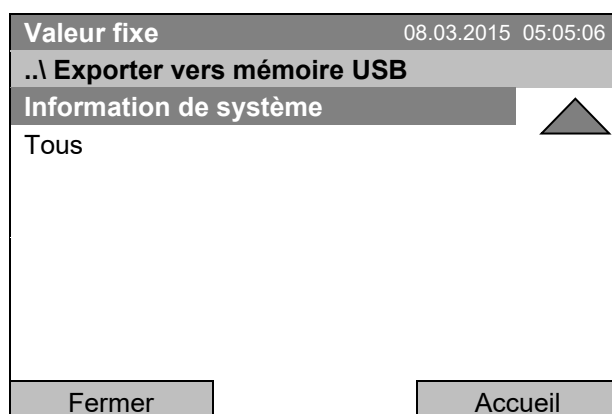 Valeur fixe 08.03.2015 05:05:06
..\ Exporter vers mémoire USB
Information de système
Tous
Fermer Accueil